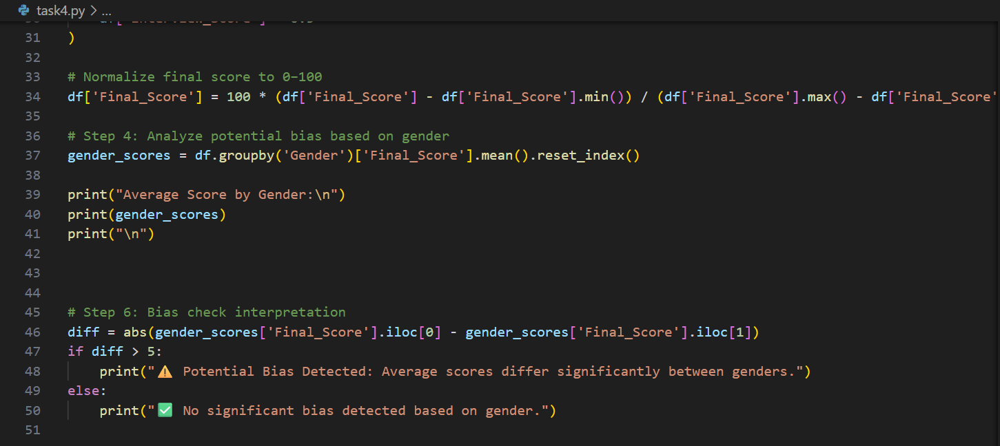 task4.py > ...
31 )
32
33 # Normalize final score to 0–100
34 df['Final_Score'] = 100 * (df['Final_Score'] - df['Final_Score'].min()) / (df['Final_Score'].max() - df['Final_Score'
35
36 # Step 4: Analyze potential bias based on gender
37 gender_scores = df.groupby('Gender')['Final_Score'].mean().reset_index()
38
39 print("Average Score by Gender:\n")
40 print(gender_scores)
41 print("\n")
42
43
44
45 # Step 6: Bias check interpretation
46 diff = abs(gender_scores['Final_Score'].iloc[0] - gender_scores['Final_Score'].iloc[1])
47 if diff > 5:
48     print("⚠️ Potential Bias Detected: Average scores differ significantly between genders.")
49 else:
50     print("✅ No significant bias detected based on gender.")
51